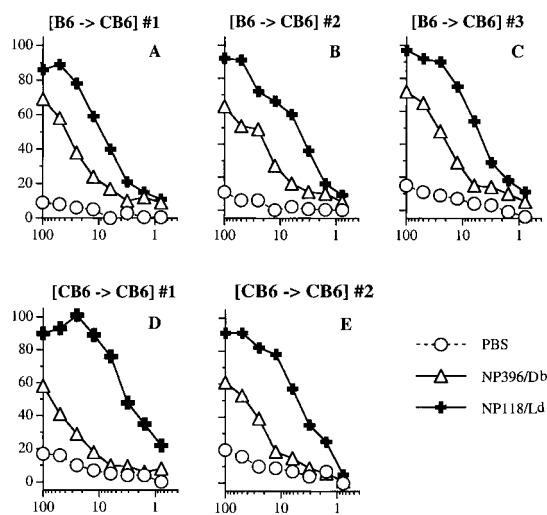 [B6 -> CB6] #1
[B6 -> CB6] #2
[B6 -> CB6] #3
A
B
C
100
80
60
40
20
0
100 10 1
100 10 1
100 10 1
[CB6 -> CB6] #1
[CB6 -> CB6] #2
D
E
100
80
60
40
20
0
100 10 1
100 10 1
PBS
NP396/Db
NP118/Ld